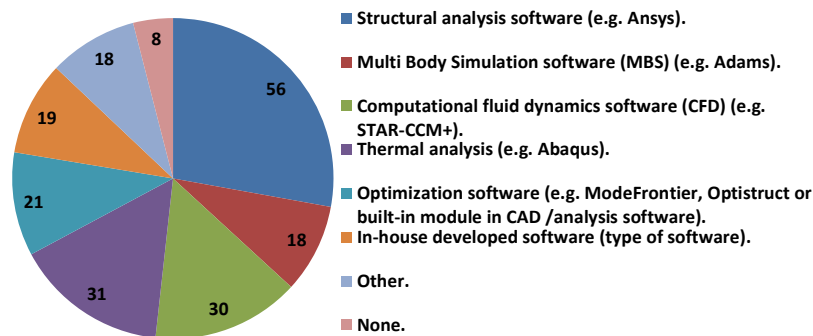 8
18
56
19
21
18
31
30
Structural analysis software (e.g. Ansys).
Multi Body Simulation software (MBS) (e.g. Adams).
Computational fluid dynamics software (CFD) (e.g.
STAR-CCM+).
Thermal analysis (e.g. Abaqus).
Optimization software (e.g. ModeFrontier, Optistruct or
built-in module in CAD /analysis software).
In-house developed software (type of software).
Other.
None.